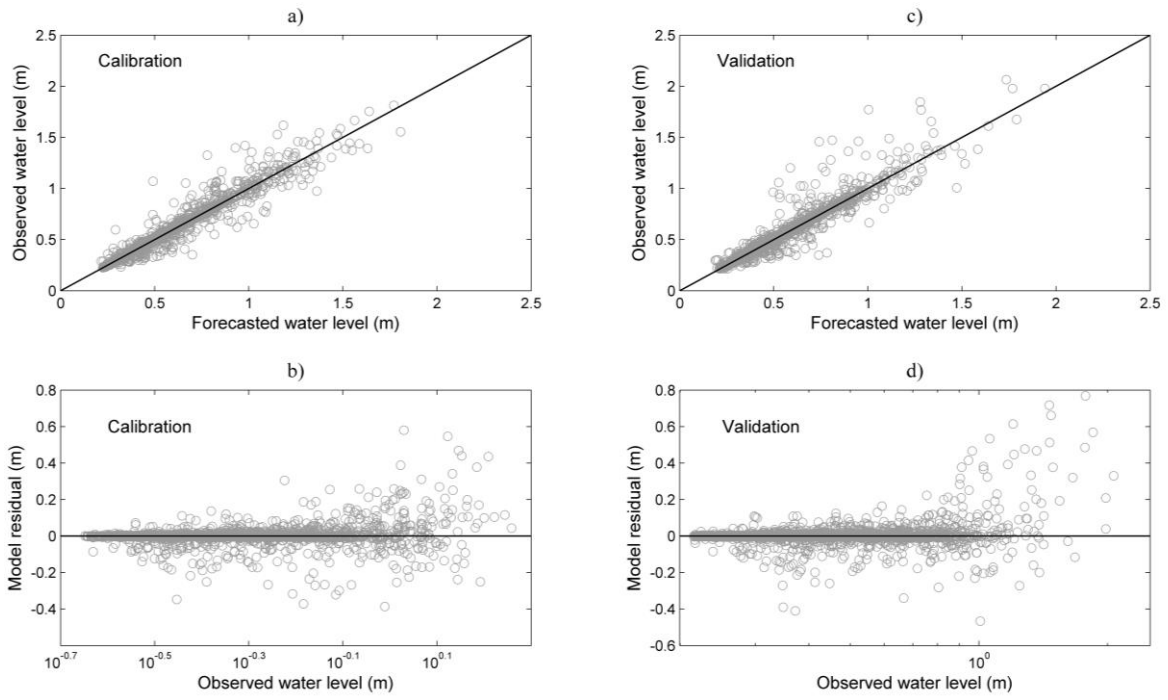 a)
Calibration
2.5
2
1.5
1
0.5
0
0 0.5 1 1.5 2 2.5
Observed water level (m)
Forecasted water level (m)
c)
Validation
2.5
2
1.5
1
0.5
0
0 0.5 1 1.5 2 2.5
Observed water level (m)
Forecasted water level (m)
b)
Calibration
0.8
0.6
0.4
0.2
0
-0.2
-0.4
10^-0.7 10^-0.5 10^-0.3 10^-0.1 10^0.1
Model residual (m)
Observed water level (m)
d)
Validation
0.8
0.6
0.4
0.2
0
-0.2
-0.4
-0.6
10^0
Model residual (m)
Observed water level (m)